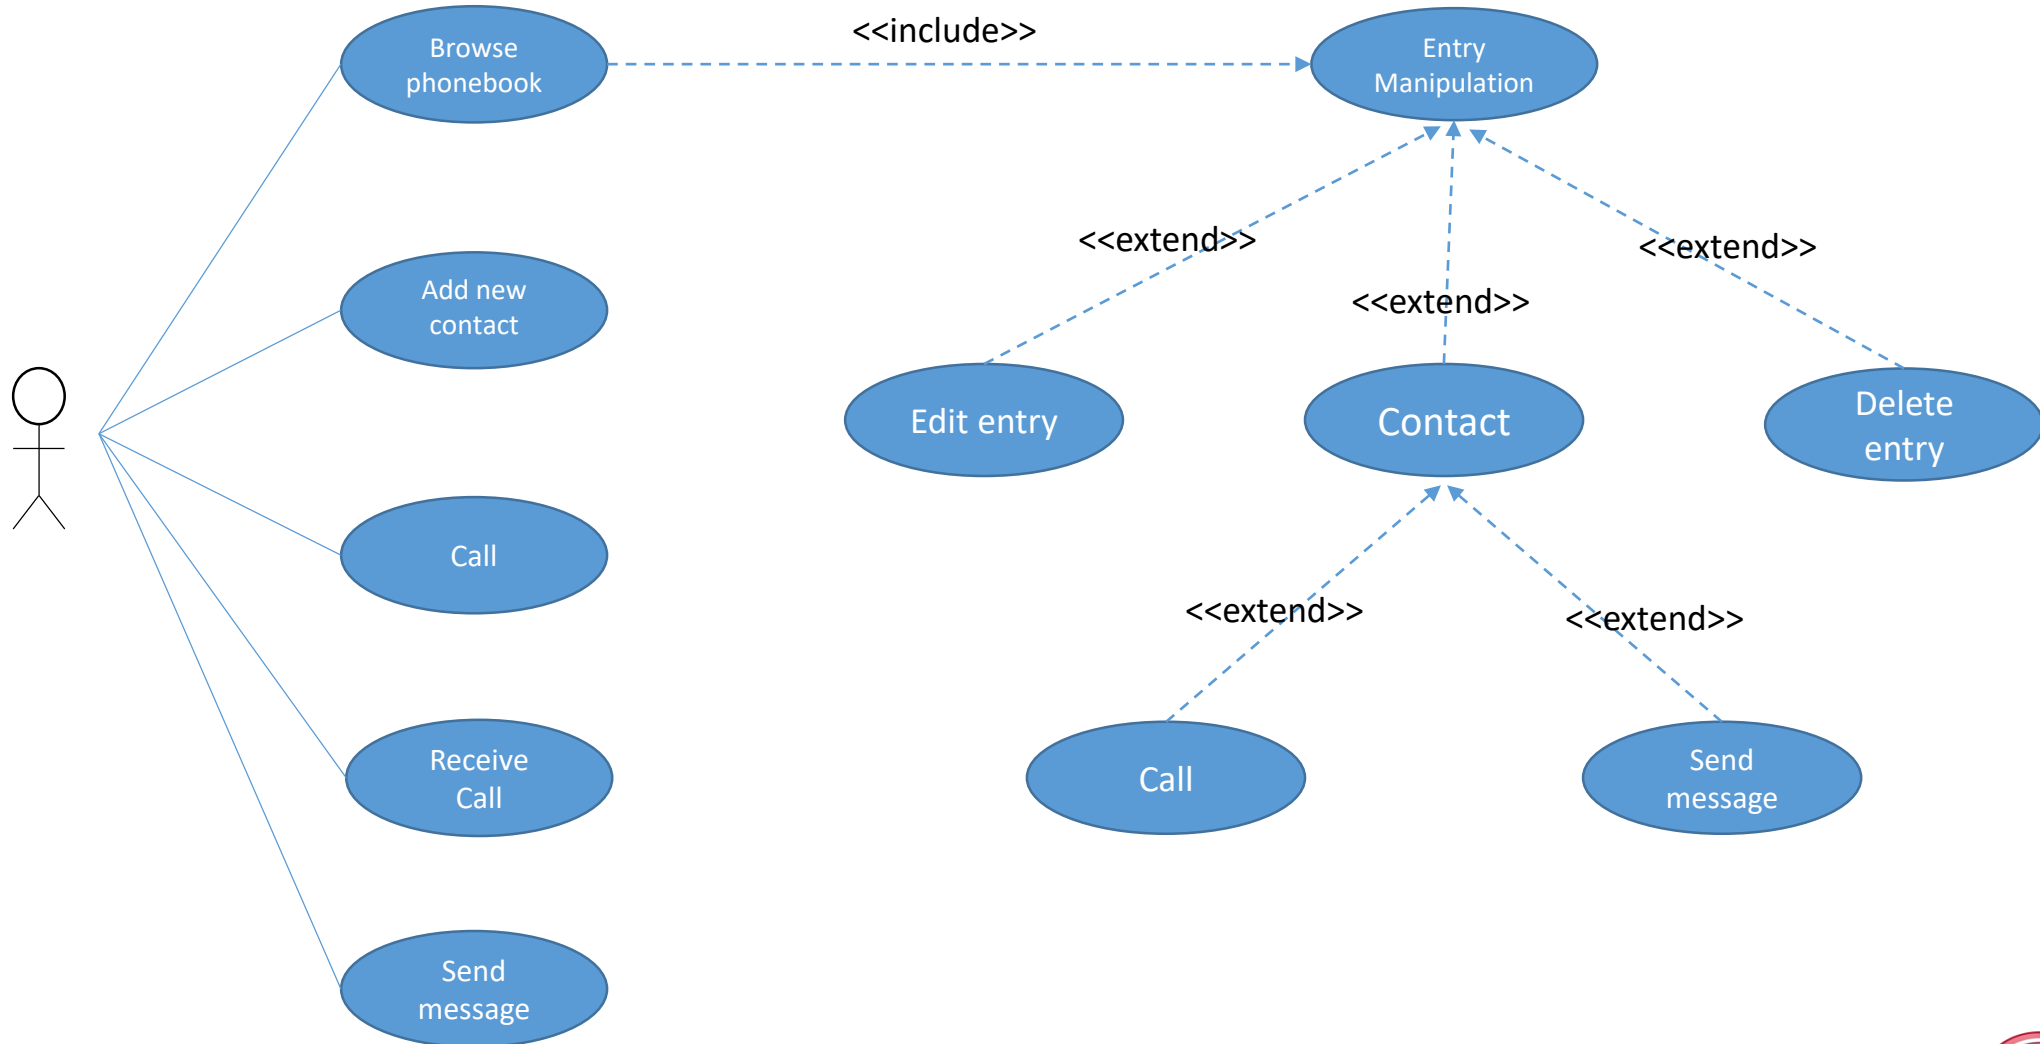 Browse
phonebook
<<include>>
Entry
Manipulation
<<extend>>
<<extend>>
<<extend>>
Add new
contact
Edit entry
Contact
Delete
entry
Call
<<extend>>
<<extend>>
Receive
Call
Call
Send
message
Send
message